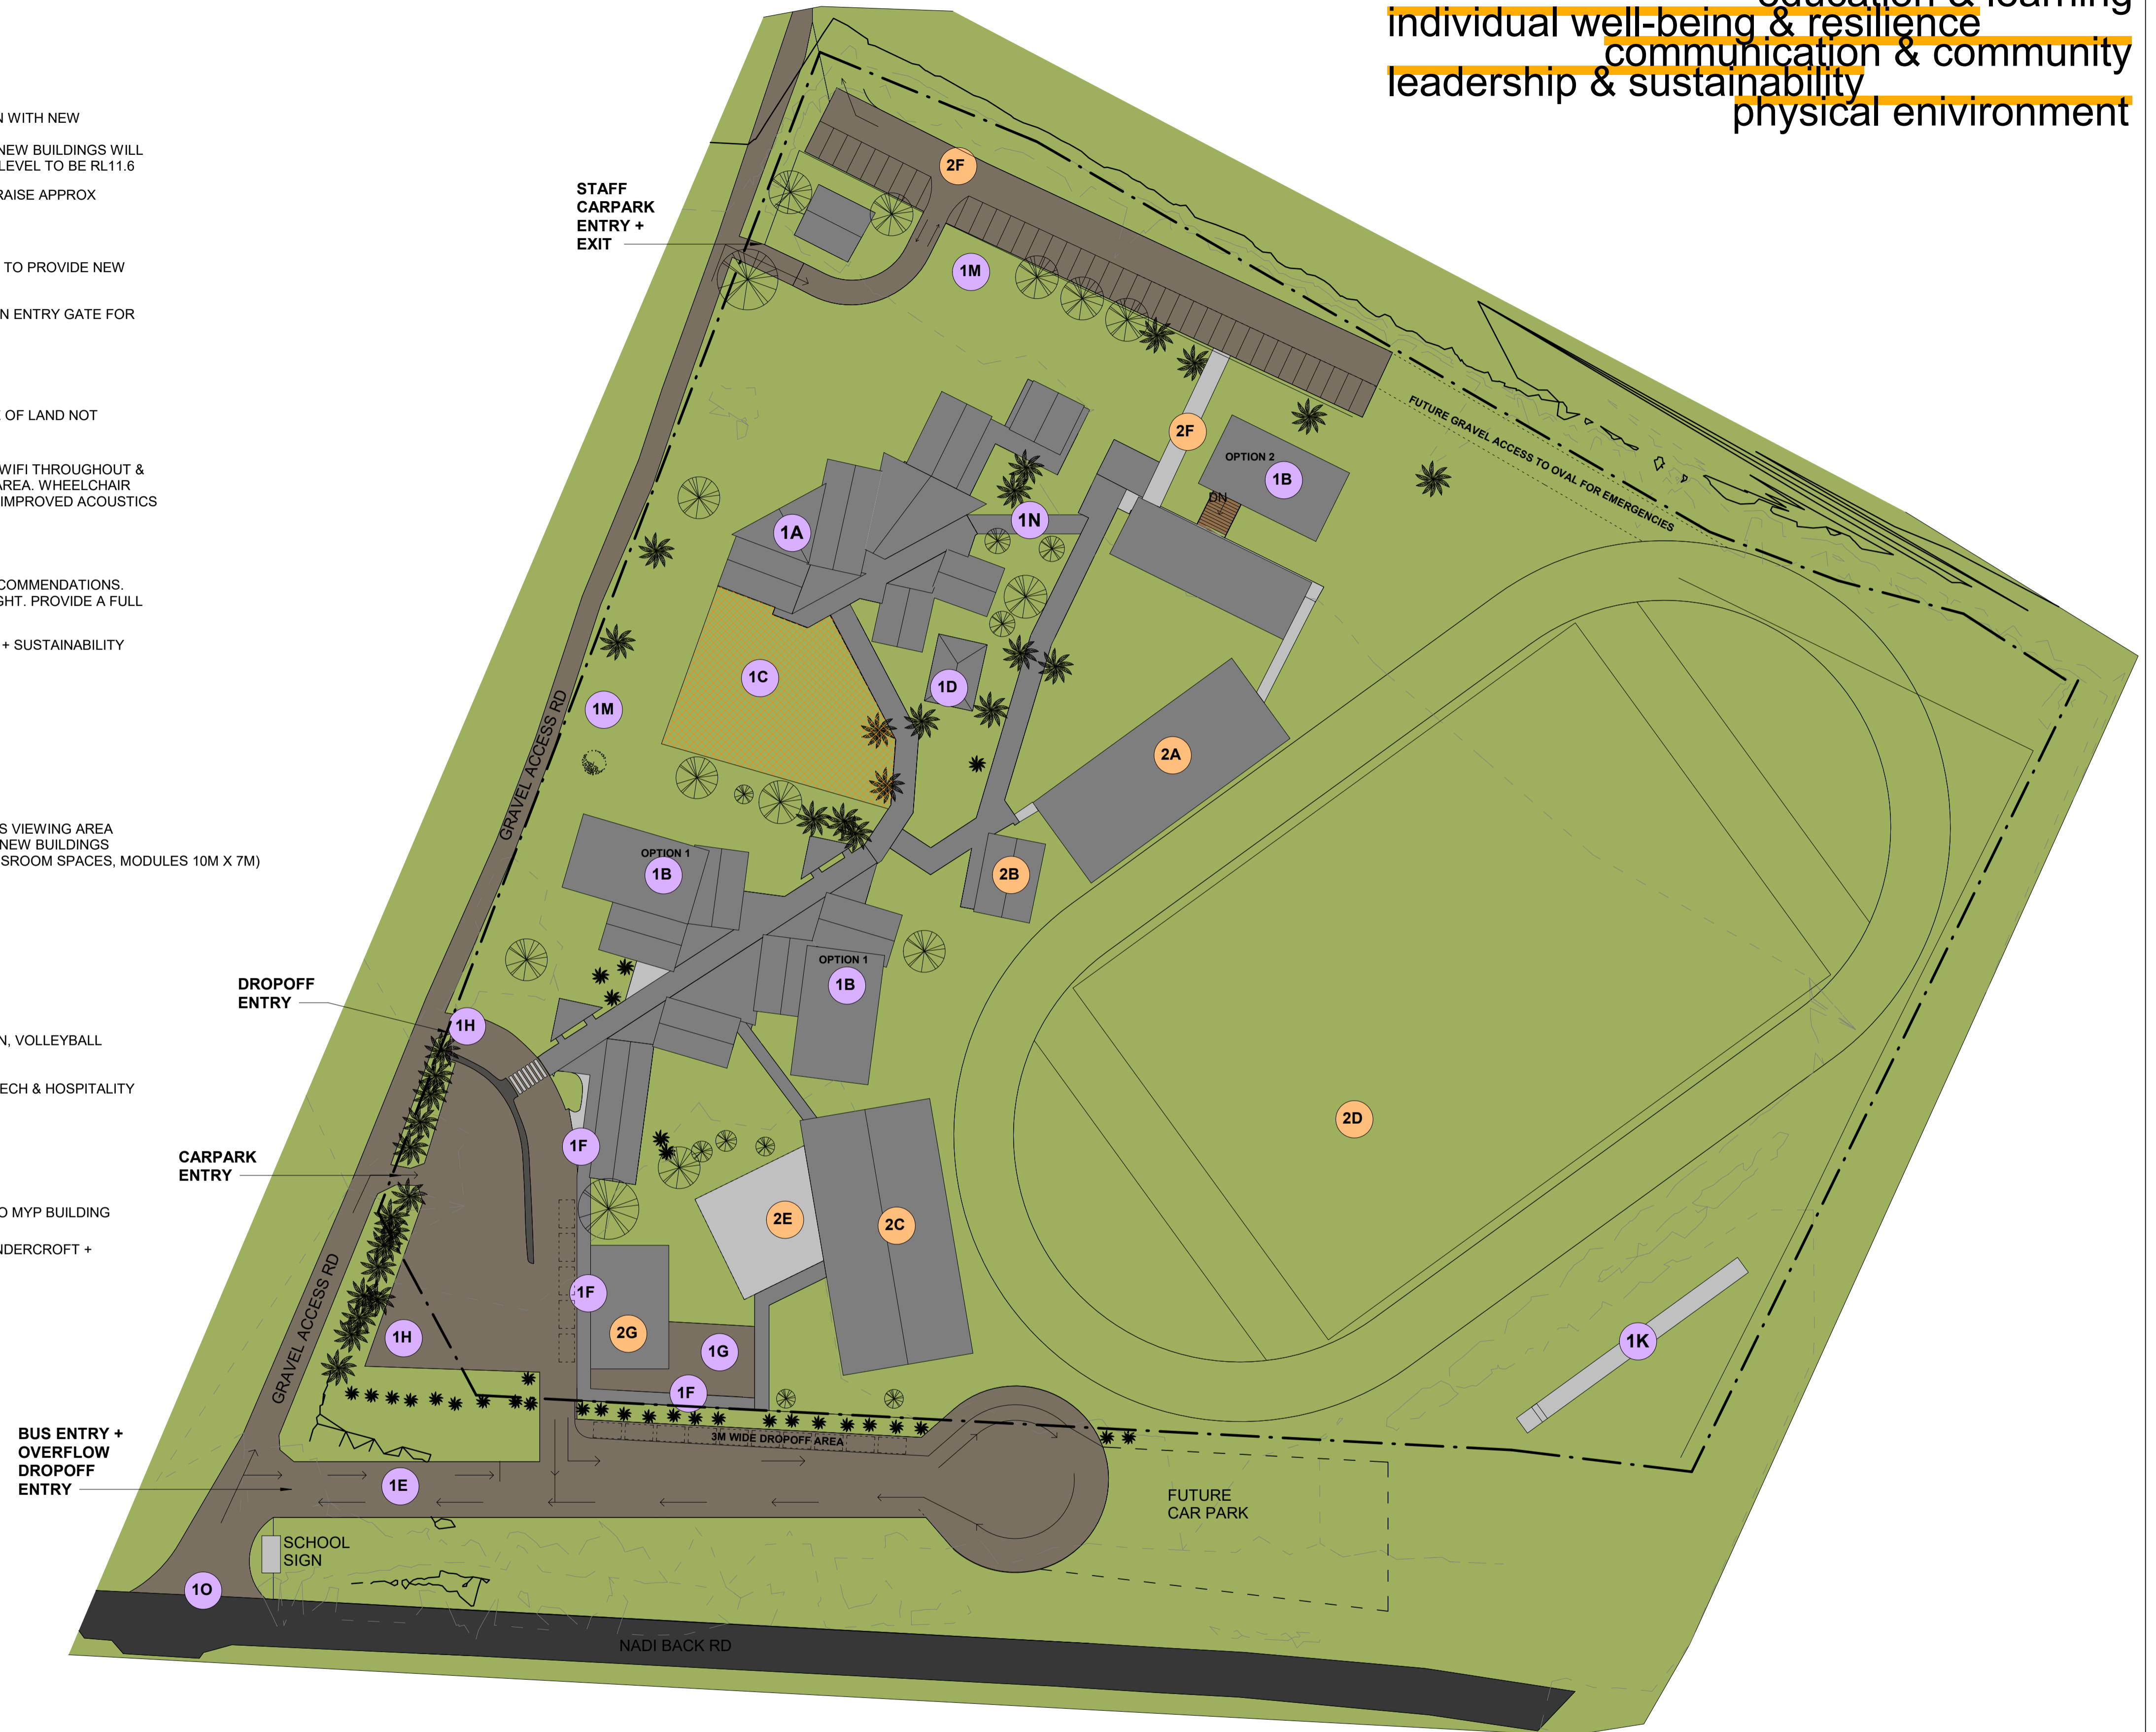 education & learning
individual well-being & resilience
communication & community
leadership & sustainability
physical enivironment
WITH NEW
NEW BUILDINGS WILL
LEVEL TO BE RL11.6
RAISE APPROX
TO PROVIDE NEW
ENTRY GATE FOR
OF LAND NOT
WIFI THROUGHOUT &
AREA. WHEELCHAIR
IMPROVED ACOUSTICS
COMMENDATIONS.
GHT. PROVIDE A FULL
+ SUSTAINABILITY
S VIEWING AREA
NEW BUILDINGS
SROOM SPACES, MODULES 10M X 7M)
N, VOLLEYBALL
ECH & HOSPITALITY
O MYP BUILDING
NDERCROFT +
STAFF
CARPARK
ENTRY +
EXIT
2F
1M
FUTURE GRAVEL ACCESS TO OVAL FOR EMERGENCIES
2F
OPTION 2
1B
DN
1N
1A
1C
1D
1M
GRAVEL ACCESS RD
2A
2B
OPTION 1
1B
OPTION 1
1B
DROPOFF
ENTRY
1H
2D
1F
CARPARK
ENTRY
2E
2C
1F
2G
1G
1H
1F
1K
GRAVEL ACCESS RD
3M WIDE DROPOFF AREA
BUS ENTRY +
OVERFLOW
DROPOFF
ENTRY
1E
FUTURE
CAR PARK
SCHOOL
SIGN
1O
NADI BACK RD